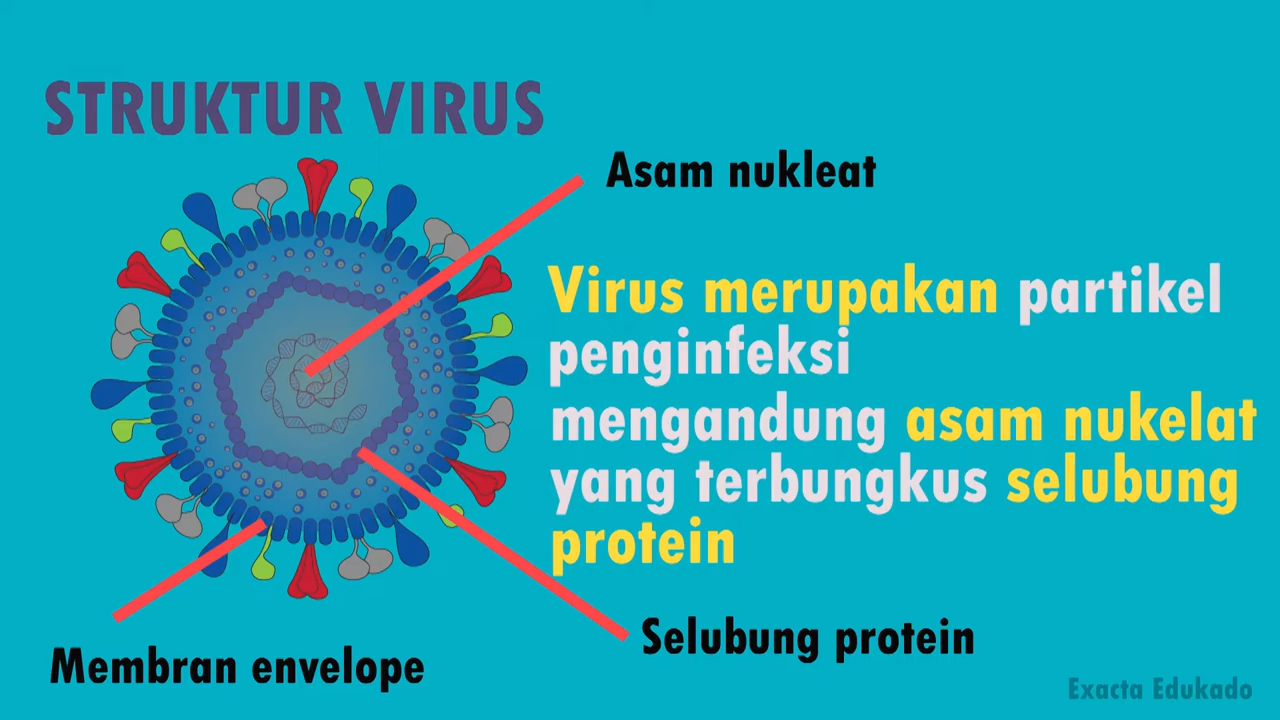 STRUKTUR VIRUS
Asam nukleat
Virus merupakan partikel
penginfeksi
mengandung asam nukelat
yang terbungkus selubung
protein
Selubung protein
Membran envelope
Exacta Edukado